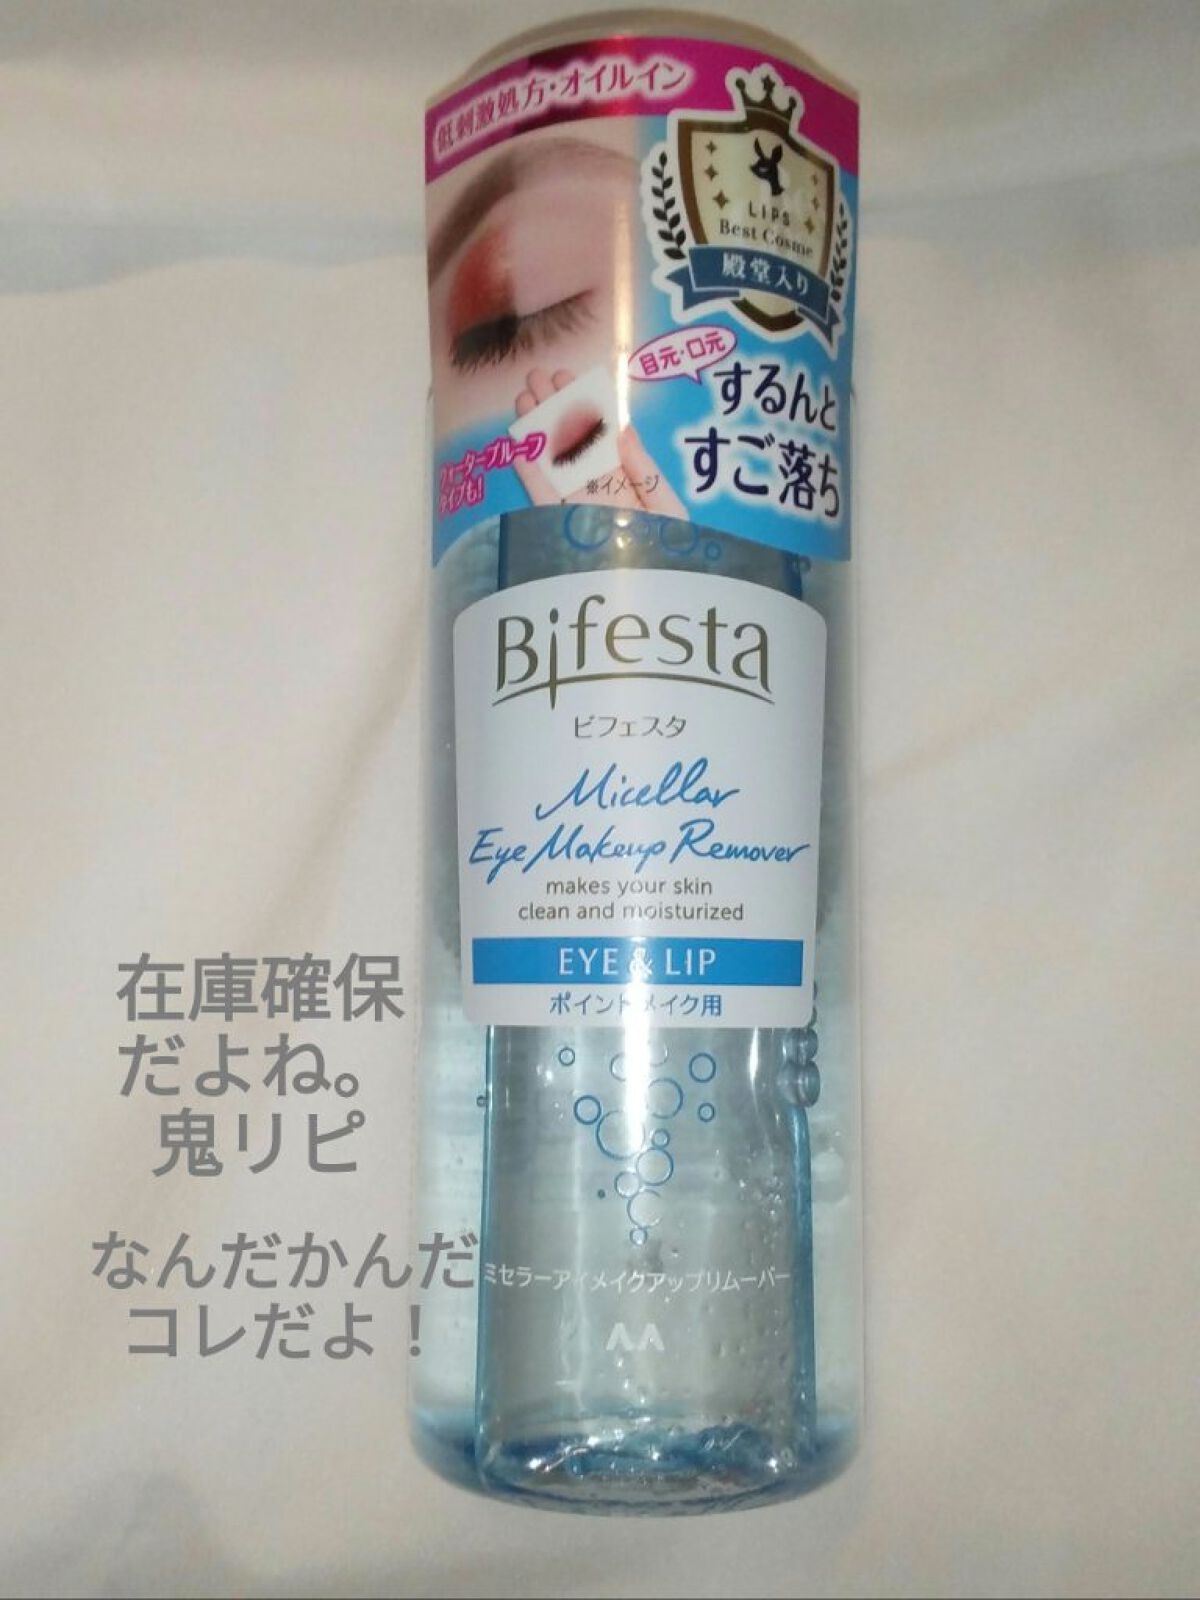 低刺激処方・オイルイン
LIPS
Best Cosme
殿堂入り
目元・口元
するんと
すご落ち
ウォータープルーフ
タイプも!
※イメージ
Bifesta
ビフェスタ
Micellar
Eye Makeup Remover
makes your skin
clean and moisturized
EYE & LIP
ポイントメイク用
在庫確保
だよね。
鬼リピ
なんだかんだ
コレだよ！
ミセラーアイメイクアップリムーバー